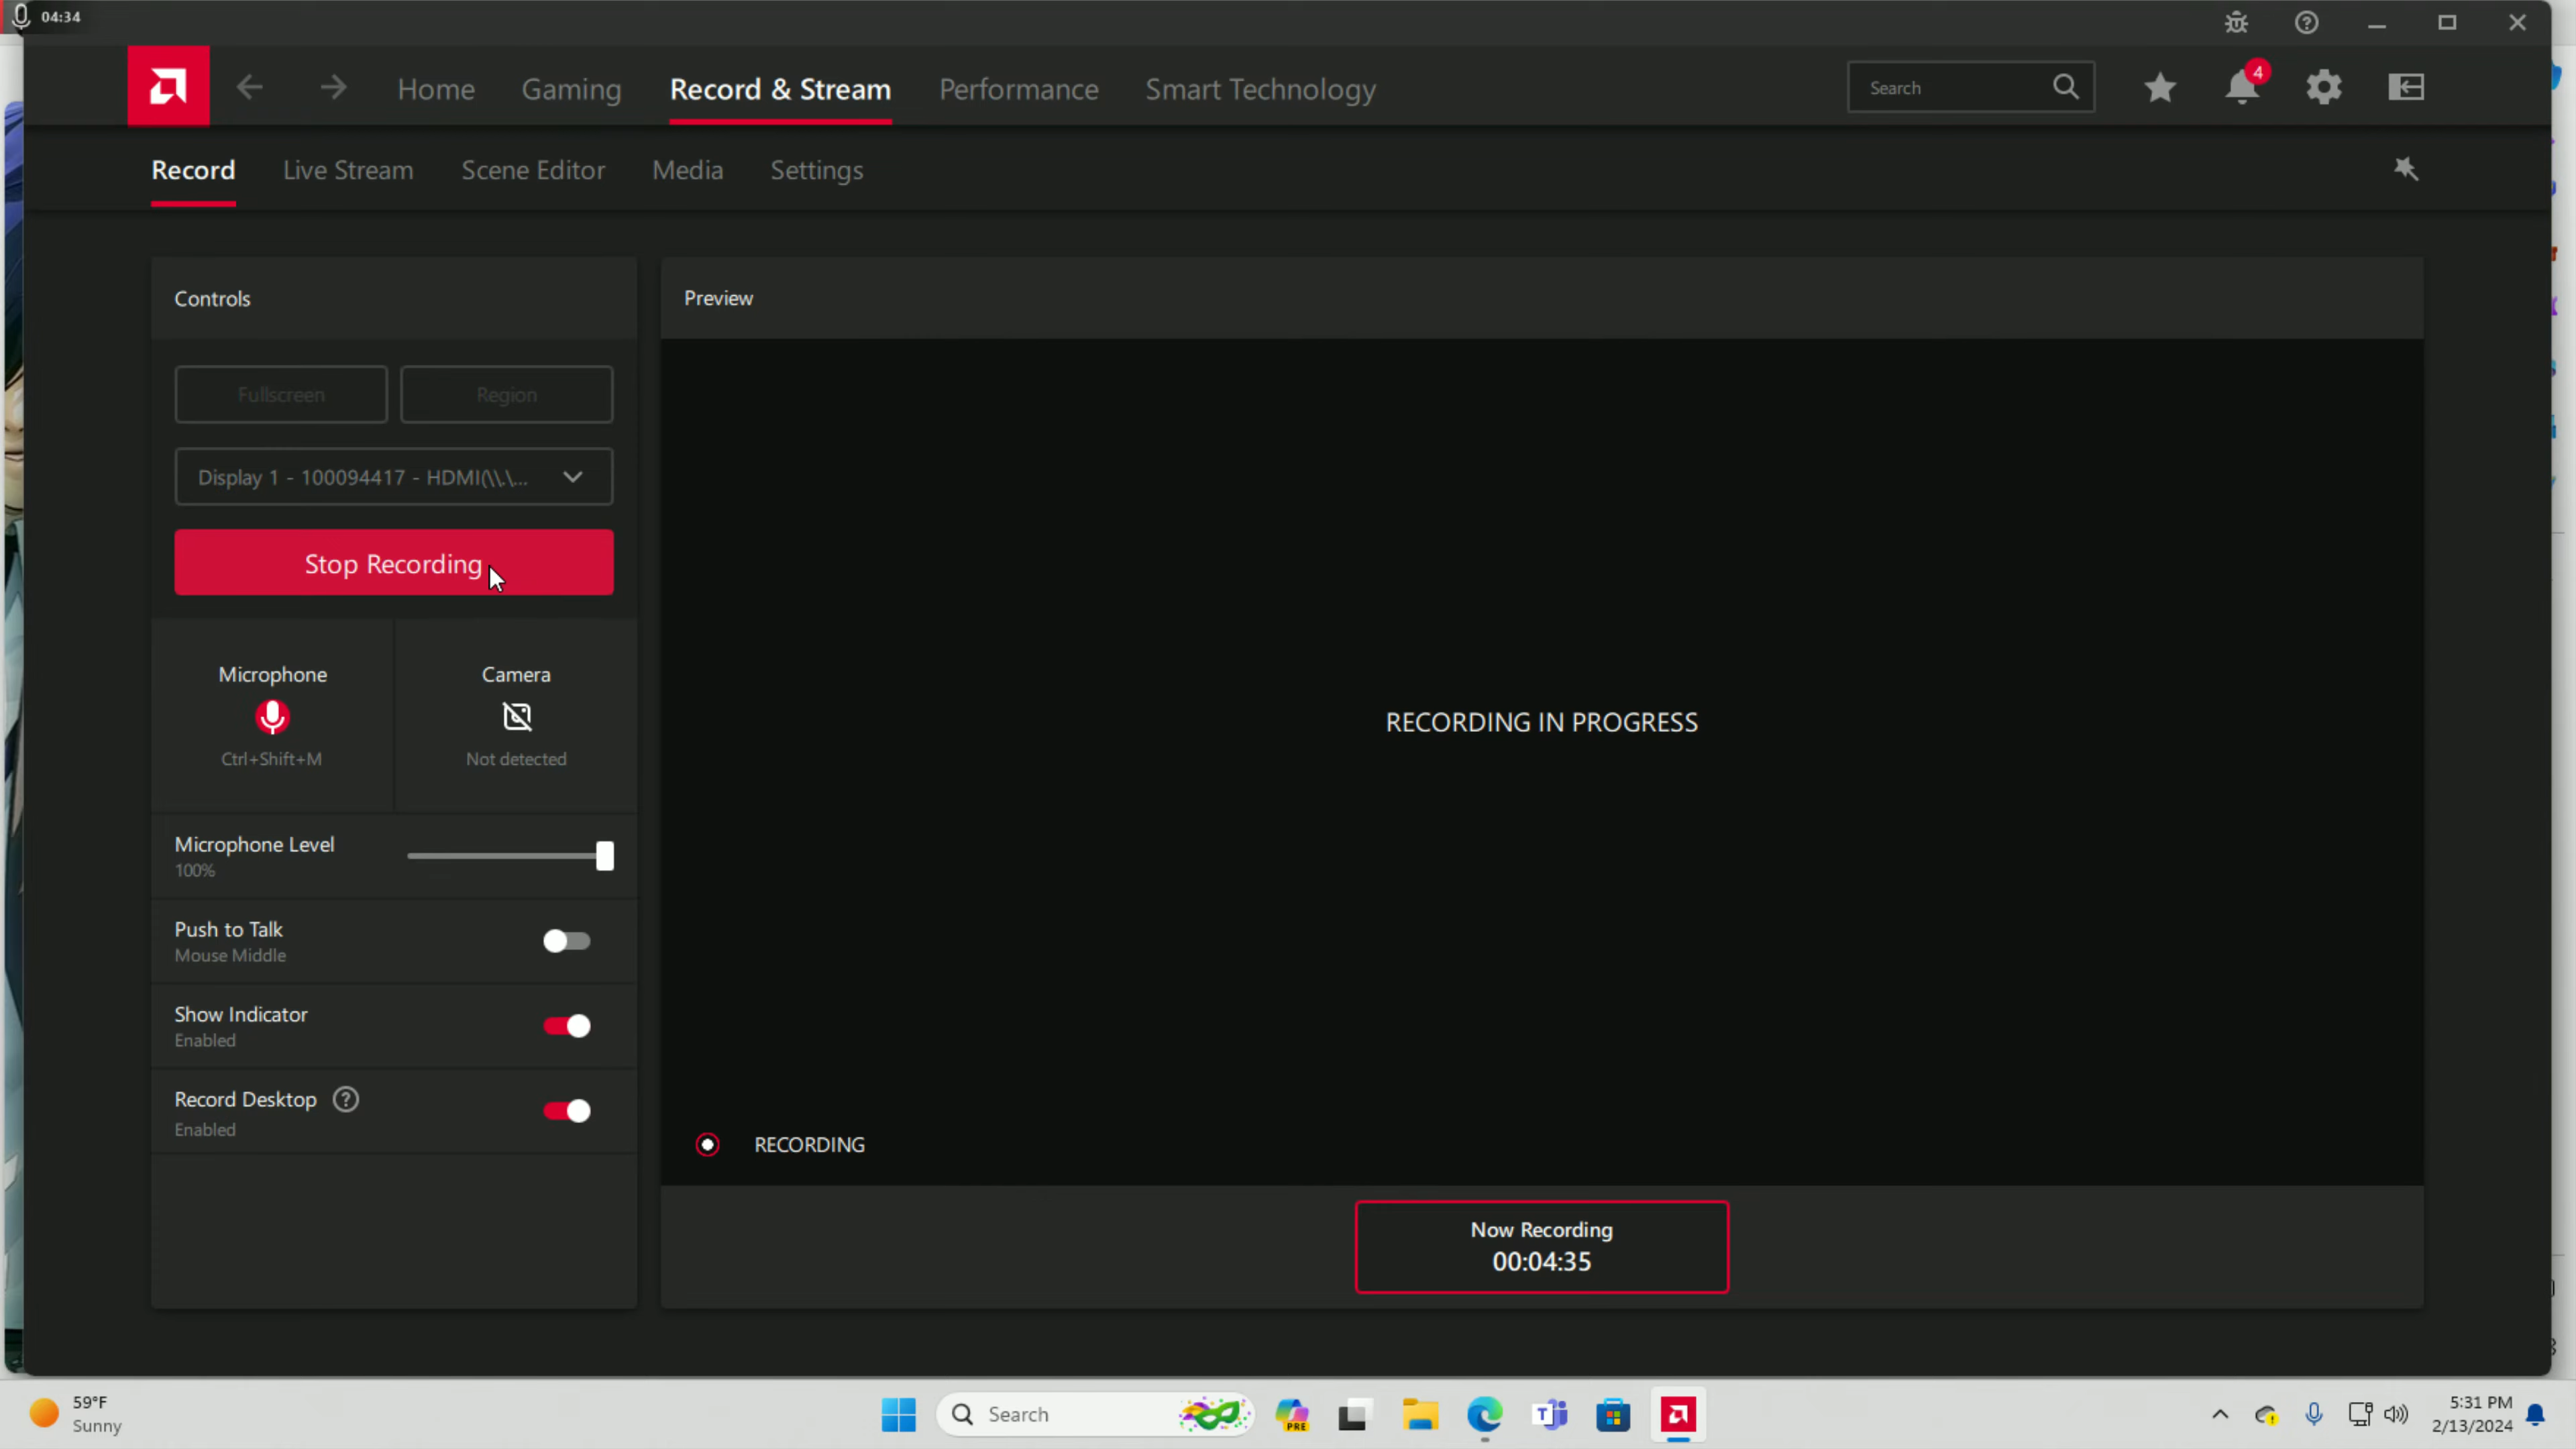 04:34
Home Gaming Record & Stream Performance Smart Technology Search 4
Record Live Stream Scene Editor Media Settings
Controls
Fullscreen Region
Display 1 - 100094417 - HDMI(\\.\...
Stop Recording
Microphone Camera
Ctrl+Shift+M Not detected
Microphone Level
100%
Push to Talk
Mouse Middle
Show Indicator
Enabled
Record Desktop ?
Enabled
Preview
RECORDING IN PROGRESS
RECORDING
Now Recording
00:04:35
59°F
Sunny
Search
PRE
5:31 PM
2/13/2024